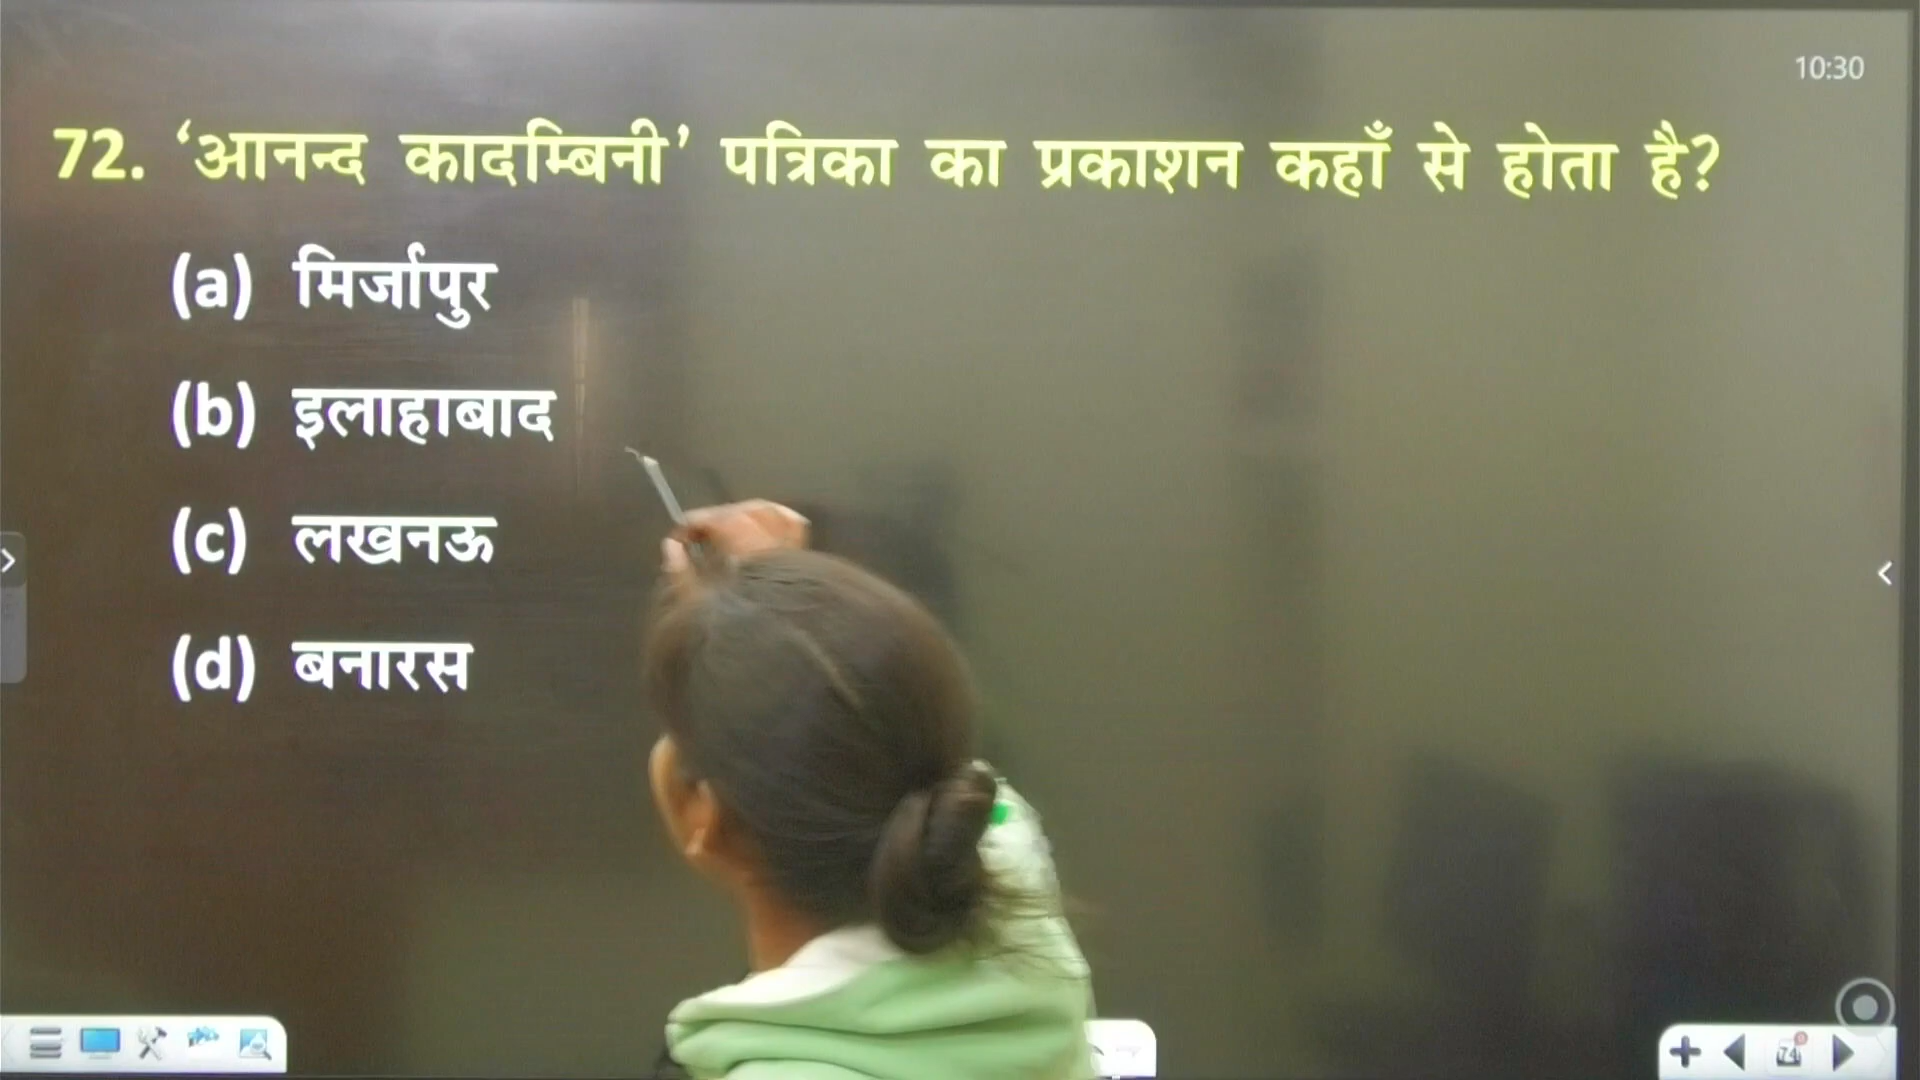 10:30
72. ‘आनन्द कादम्बिनी’ पत्रिका का प्रकाशन कहाँ से होता है?
(a) मिर्जापुर
(b) इलाहाबाद
(c) लखनऊ
(d) बनारस